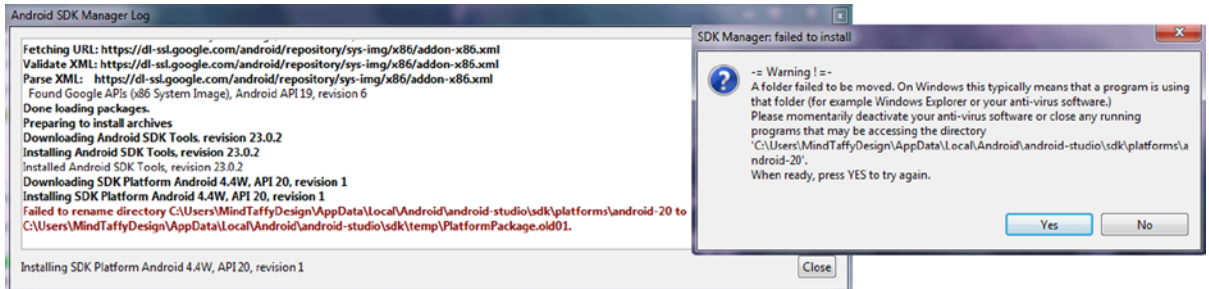 Android SDK Manager Log
Fetching URL: https://dl-ssl.google.com/android/repository/sys-img/x86/addon-x86.xml
Validate XML: https://dl-ssl.google.com/android/repository/sys-img/x86/addon-x86.xml
Parse XML: https://dl-ssl.google.com/android/repository/sys-img/x86/addon-x86.xml
Found Google APIs (x86 System Image), Android API 19, revision 6
Done loading packages.
Preparing to install archives
Downloading Android SDK Tools, revision 23.0.2
Installing Android SDK Tools, revision 23.0.2
Installed Android SDK Tools, revision 23.0.2
Downloading SDK Platform Android 4.4W, API 20, revision 1
Installing SDK Platform Android 4.4W, API 20, revision 1
Failed to rename directory C:\Users\MindTaffyDesign\AppData\Local\Android\android-studio\sdk\platforms\android-20 to
C:\Users\MindTaffyDesign\AppData\Local\Android\android-studio\sdk\temp\PlatformPackage.old01.
Installing SDK Platform Android 4.4W, API 20, revision 1
Close
SDK Manager: failed to install
-= Warning ! =-
A folder failed to be moved. On Windows this typically means that a program is using
that folder (for example Windows Explorer or your anti-virus software.)
Please momentarily deactivate your anti-virus software or close any running
programs that may be accessing the directory
'C:\Users\MindTaffyDesign\AppData\Local\Android\android-studio\sdk\platforms\a
ndroid-20'.
When ready, press YES to try again.
Yes
No